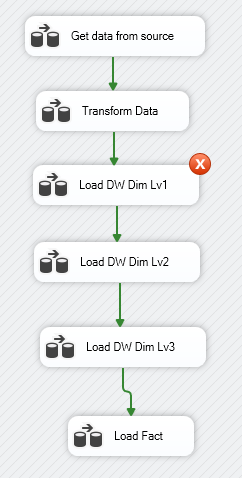 Get data from source
Transform Data
Load DW Dim Lv1
Load DW Dim Lv2
Load DW Dim Lv3
Load Fact